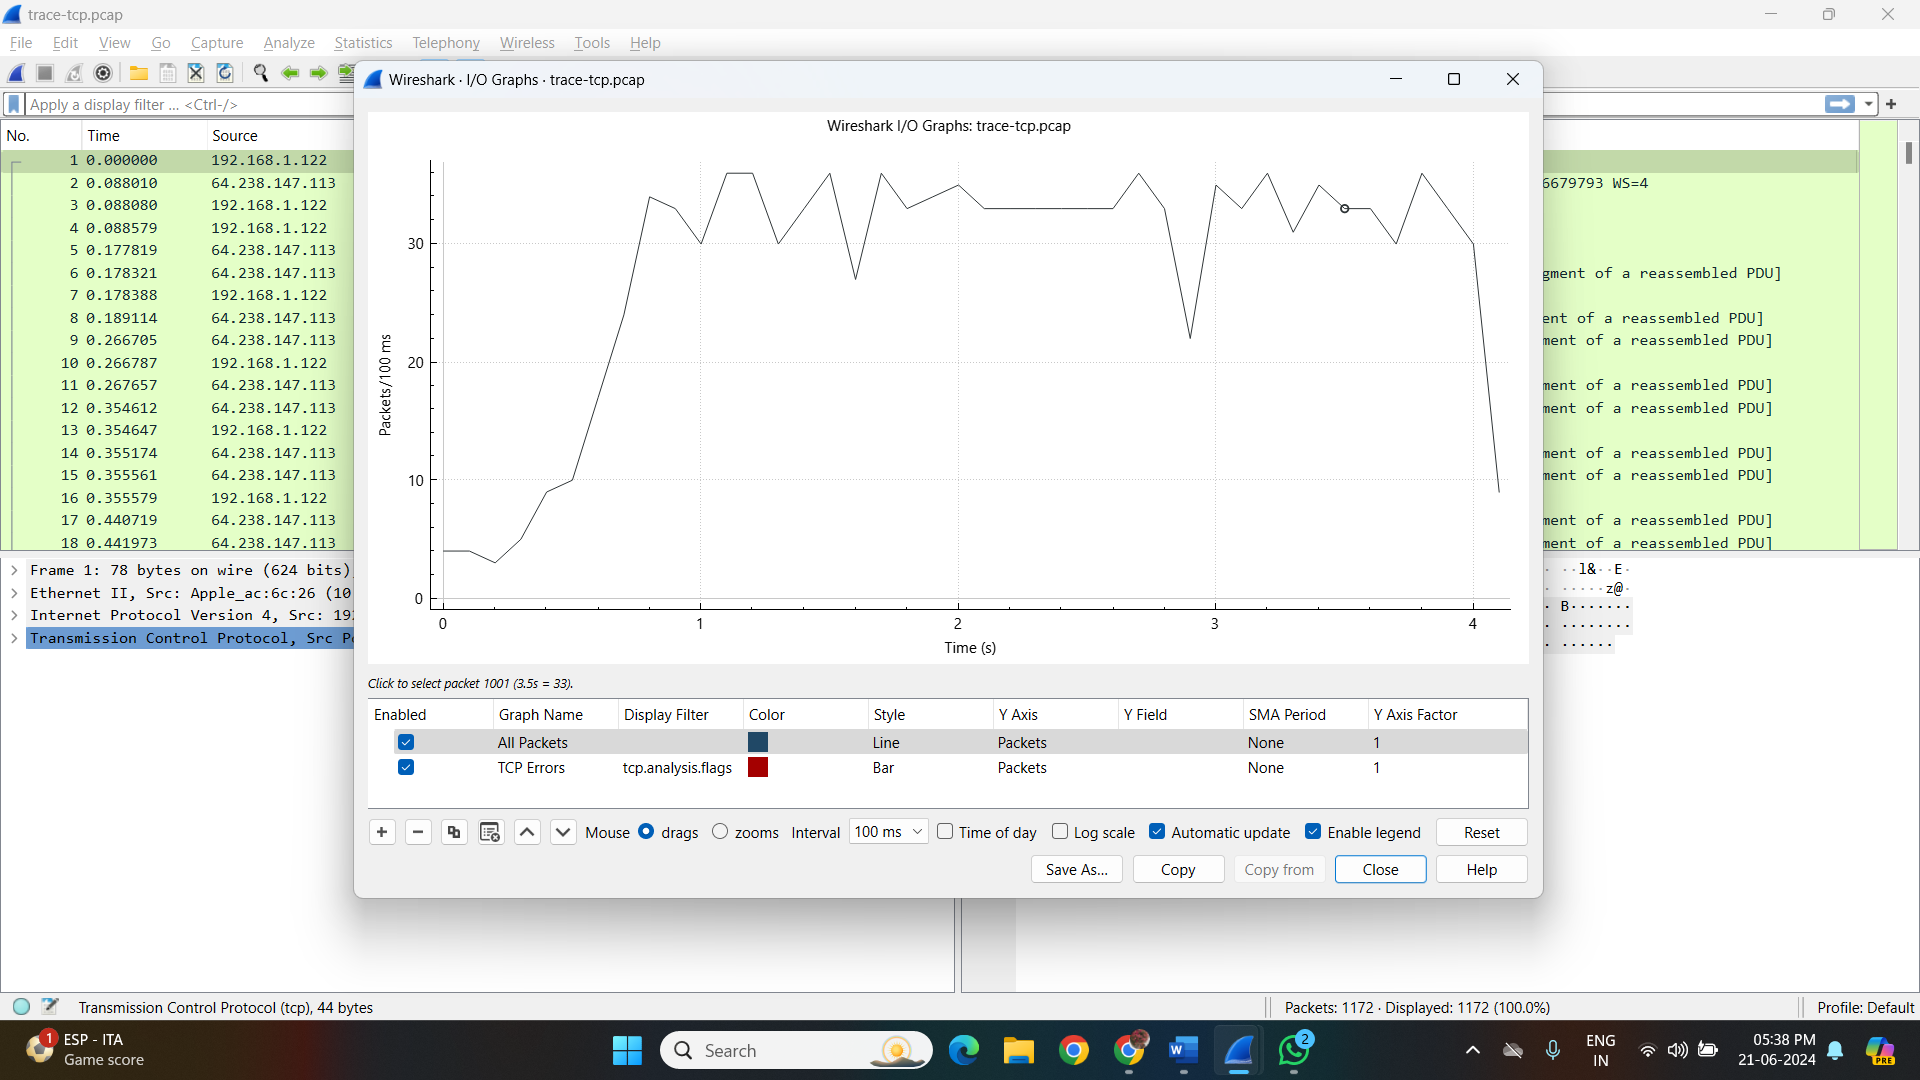 trace-tcp.pcap
File Edit View Go Capture Analyze Statistics Telephony Wireless Tools Help
Apply a display filter ... <Ctrl-/>
No. Time Source
1 0.000000 192.168.1.122
2 0.088010 64.238.147.113
3 0.088080 192.168.1.122
4 0.088579 192.168.1.122
5 0.177819 64.238.147.113
6 0.178321 64.238.147.113
7 0.178388 192.168.1.122
8 0.189114 64.238.147.113
9 0.266705 64.238.147.113
10 0.266787 192.168.1.122
11 0.267657 64.238.147.113
12 0.354612 64.238.147.113
13 0.354647 192.168.1.122
14 0.355174 64.238.147.113
15 0.355561 64.238.147.113
16 0.355579 192.168.1.122
17 0.440719 64.238.147.113
18 0.441973 64.238.147.113
6679793 WS=4
gment of a reassembled PDU]
ent of a reassembled PDU]
ment of a reassembled PDU]
ment of a reassembled PDU]
ment of a reassembled PDU]
ment of a reassembled PDU]
ment of a reassembled PDU]
ment of a reassembled PDU]
ment of a reassembled PDU]
Frame 1: 78 bytes on wire (624 bits)
Ethernet II, Src: Apple_ac:6c:26 (10
Internet Protocol Version 4, Src: 192
Transmission Control Protocol, Src Po
· ··l&··E·
·····z@·
· B·······
· ········
· ······
Wireshark · I/O Graphs · trace-tcp.pcap
Wireshark I/O Graphs: trace-tcp.pcap
Packets/100 ms
30
20
10
0
0 1 2 3 4
Time (s)
Click to select packet 1001 (3.5s = 33).
Enabled Graph Name Display Filter Color Style Y Axis Y Field SMA Period Y Axis Factor
All Packets Line Packets None 1
TCP Errors tcp.analysis.flags Bar Packets None 1
Mouse drags zooms Interval 100 ms Time of day Log scale Automatic update Enable legend Reset
Save As... Copy Copy from Close Help
Transmission Control Protocol (tcp), 44 bytes
Packets: 1172 · Displayed: 1172 (100.0%)
Profile: Default
1
ESP - ITA
Game score
Search
W
2
ENG
IN
05:38 PM
21-06-2024
PRE